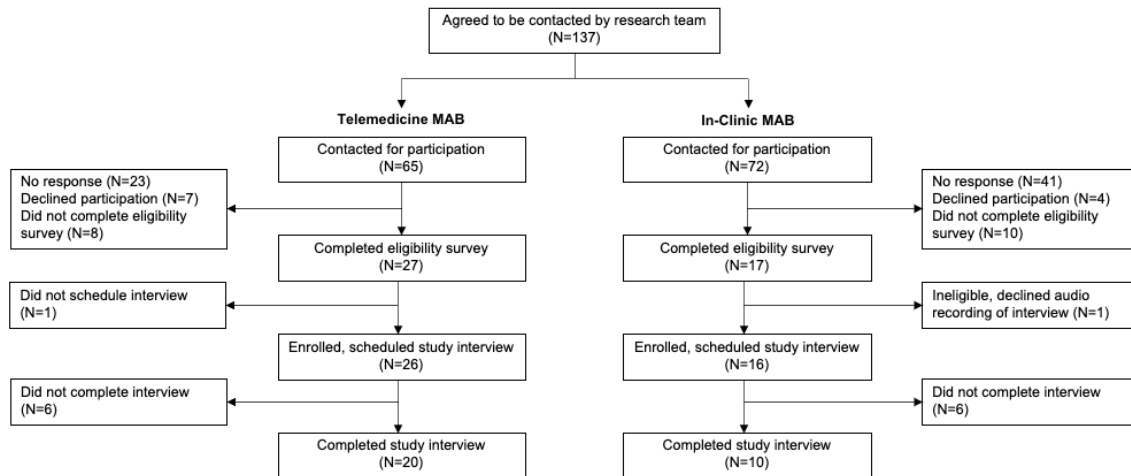 Agreed to be contacted by research team
(N=137)
Telemedicine MAB
In-Clinic MAB
Contacted for participation
(N=65)
Contacted for participation
(N=72)
No response (N=23)
Declined participation (N=7)
Did not complete eligibility
survey (N=8)
No response (N=41)
Declined participation (N=4)
Did not complete eligibility
survey (N=10)
Completed eligibility survey
(N=27)
Completed eligibility survey
(N=17)
Did not schedule interview
(N=1)
Ineligible, declined audio
recording of interview (N=1)
Enrolled, scheduled study interview
(N=26)
Enrolled, scheduled study interview
(N=16)
Did not complete interview
(N=6)
Did not complete interview
(N=6)
Completed study interview
(N=20)
Completed study interview
(N=10)